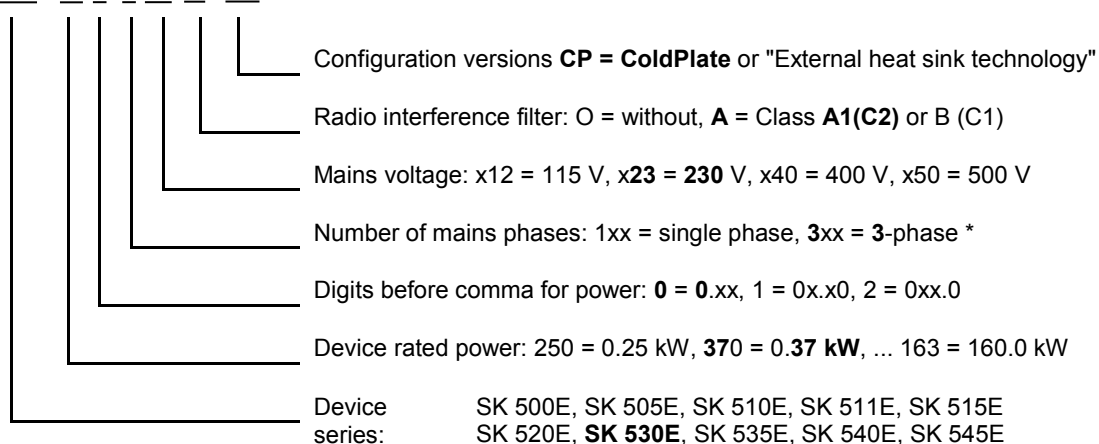 Configuration versions CP = ColdPlate or "External heat sink technology"
Radio interference filter: O = without, A = Class A1(C2) or B (C1)
Mains voltage: x12 = 115 V, x23 = 230 V, x40 = 400 V, x50 = 500 V
Number of mains phases: 1xx = single phase, 3xx = 3-phase *
Digits before comma for power: 0 = 0.xx, 1 = 0x.x0, 2 = 0xx.0
Device rated power: 250 = 0.25 kW, 370 = 0.37 kW, ... 163 = 160.0 kW
Device series: SK 500E, SK 505E, SK 510E, SK 511E, SK 515E
SK 520E, SK 530E, SK 535E, SK 540E, SK 545E